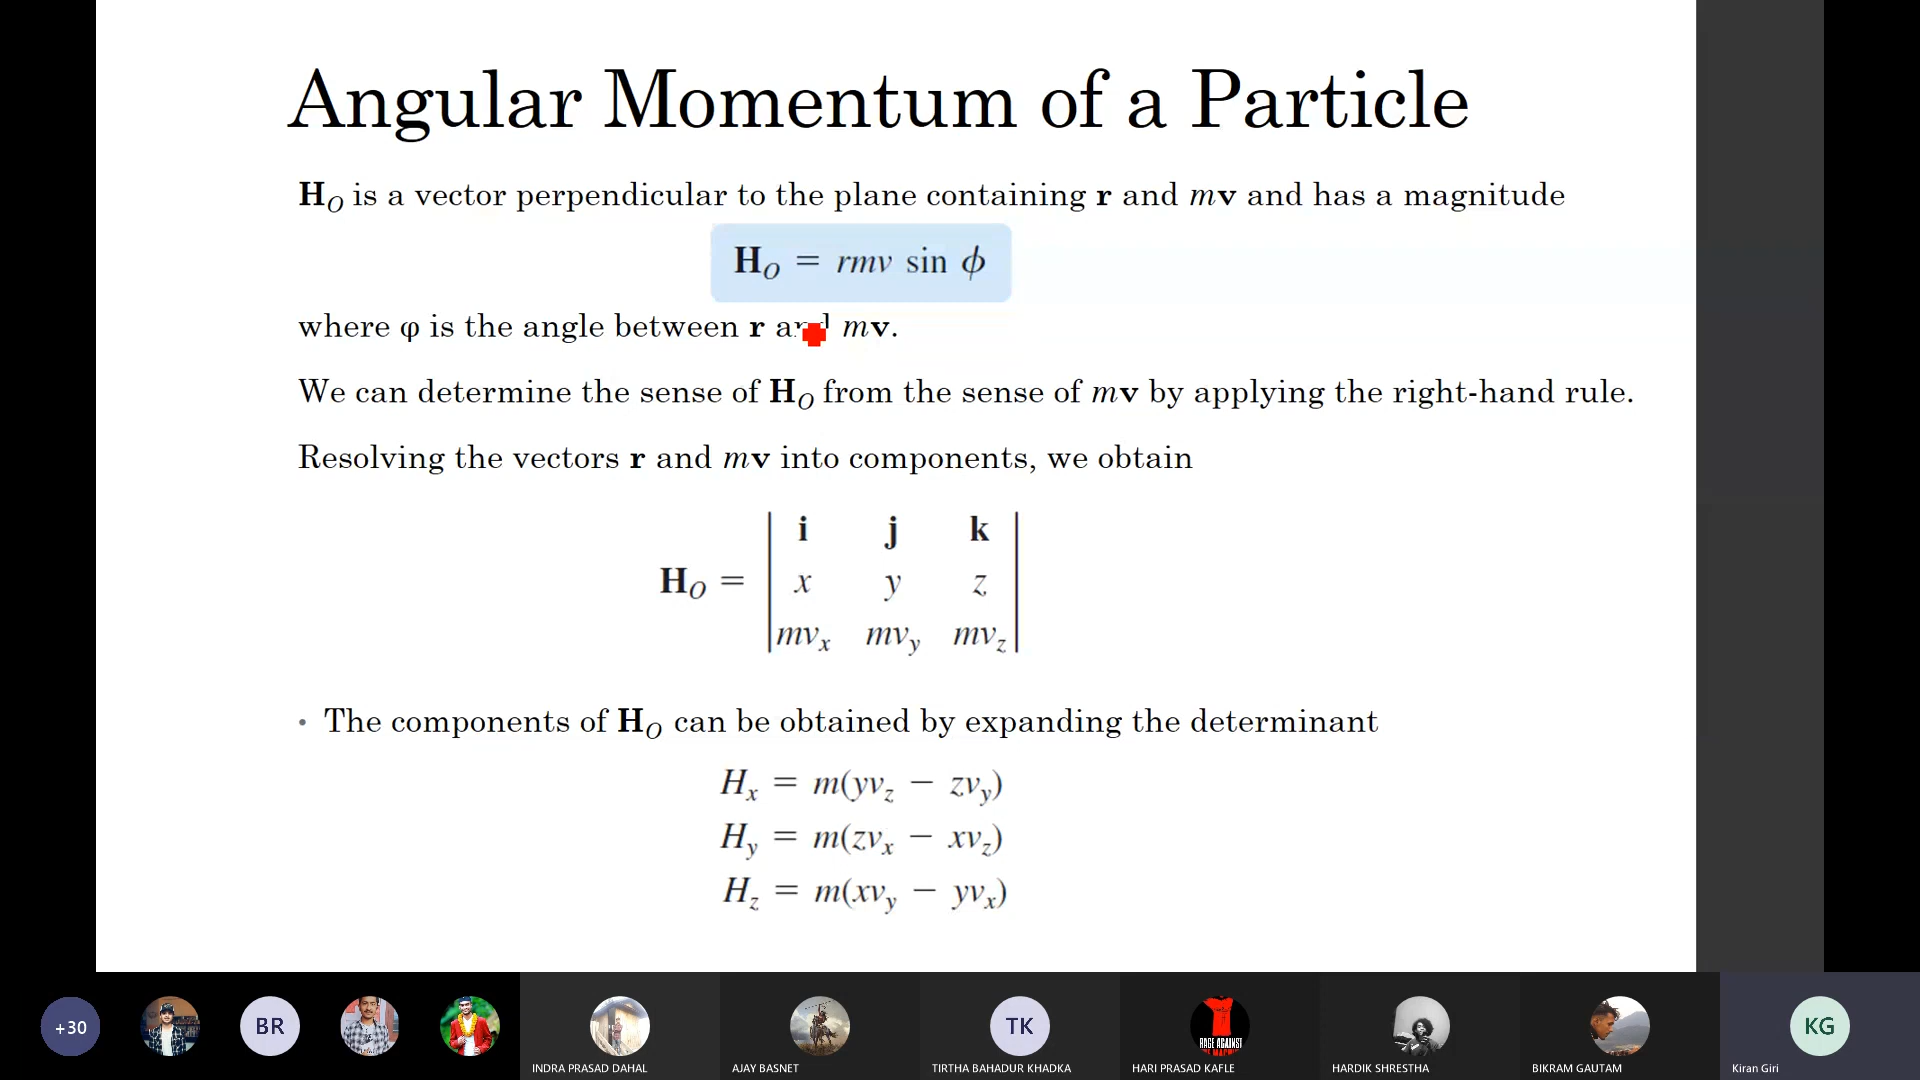 Angular Momentum of a Particle
H_O is a vector perpendicular to the plane containing r and mv and has a magnitude
H_O = rmv sin ϕ
where φ is the angle between r and mv.
We can determine the sense of H_O from the sense of mv by applying the right-hand rule.
Resolving the vectors r and mv into components, we obtain
i j k
H_O = x y z
mv_x mv_y mv_z
• The components of H_O can be obtained by expanding the determinant
H_x = m(yv_z − zv_y)
H_y = m(zv_x − xv_z)
H_z = m(xv_y − yv_x)
+30 BR TK KG
RAGE AGAINST
THE MACHINE
INDRA PRASAD DAHAL AJAY BASNET TIRTHA BAHADUR KHADKA HARI PRASAD KAFLE HARDIK SHRESTHA BIKRAM GAUTAM Kiran Giri